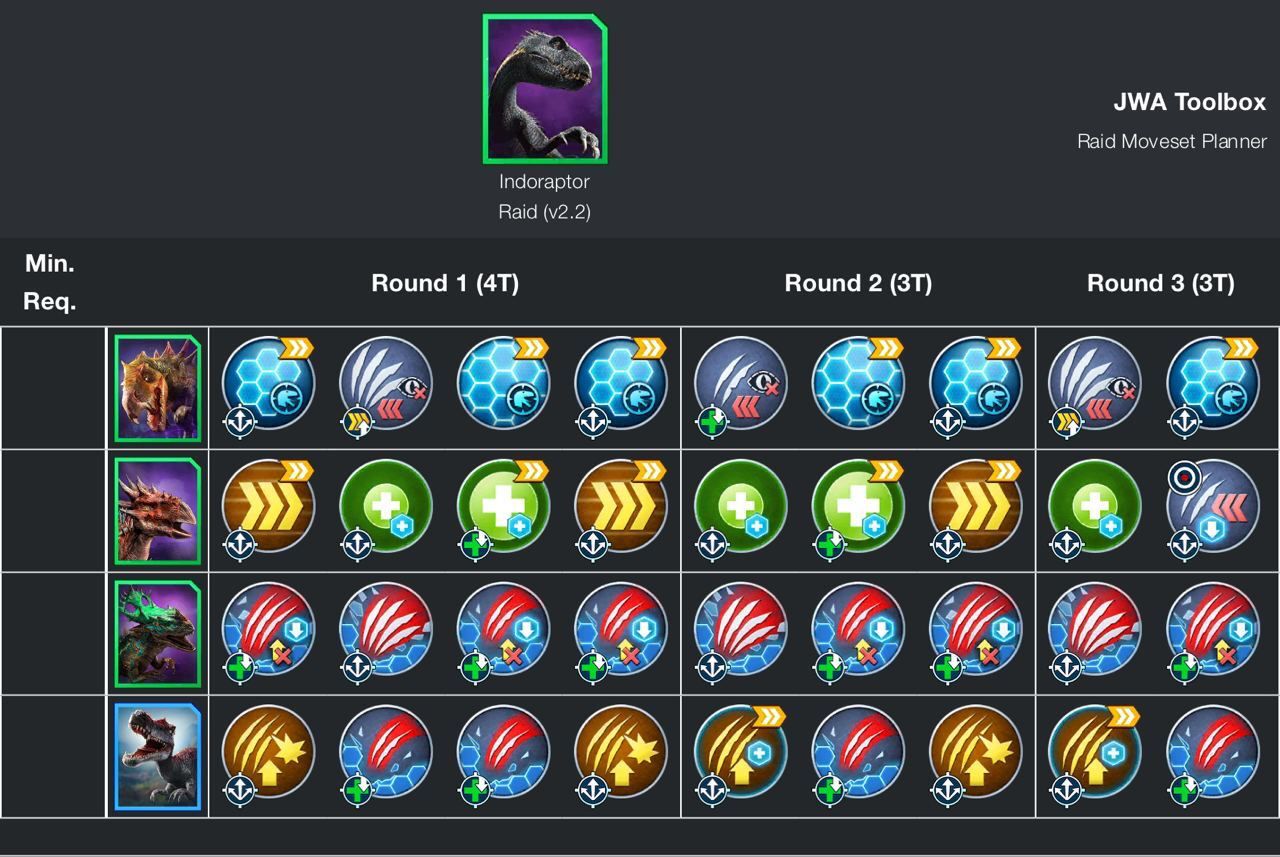 JWA Toolbox
Raid Moveset Planner
Indoraptor
Raid (v2.2)
Min.
Req.
Round 1 (4T)
Round 2 (3T)
Round 3 (3T)